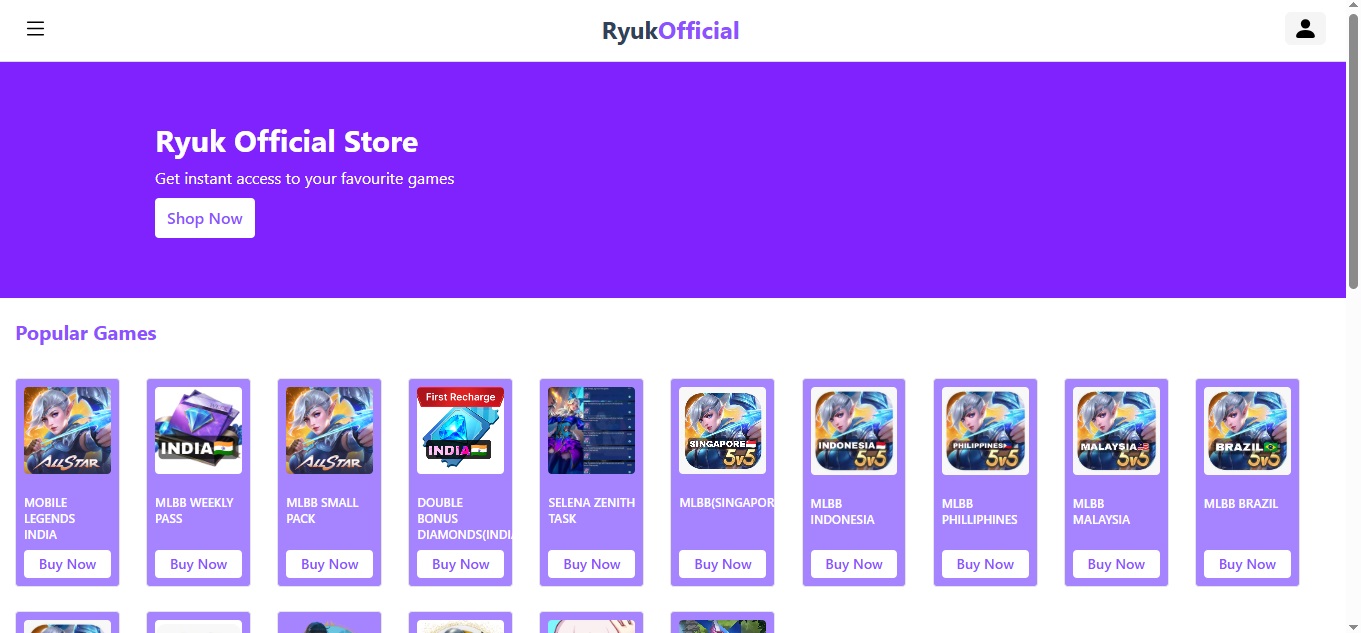 RyukOfficial
Ryuk Official Store
Get instant access to your favourite games
Shop Now
Popular Games
ALLSTAR
MOBILE
LEGENDS
INDIA
Buy Now
INDIA
MLBB WEEKLY
PASS
Buy Now
ALLSTAR
MLBB SMALL
PACK
Buy Now
First Recharge
INDIA
DOUBLE
BONUS
DIAMONDS(INDI
Buy Now
SELENA ZENITH
TASK
Buy Now
SINGAPORE
5v5
MLBB(SINGAPOR
Buy Now
INDONESIA
5v5
MLBB
INDONESIA
Buy Now
PHILIPPINES
5v5
MLBB
PHILLIPHINES
Buy Now
MALAYSIA
5v5
MLBB
MALAYSIA
Buy Now
BRAZIL
5v5
MLBB BRAZIL
Buy Now